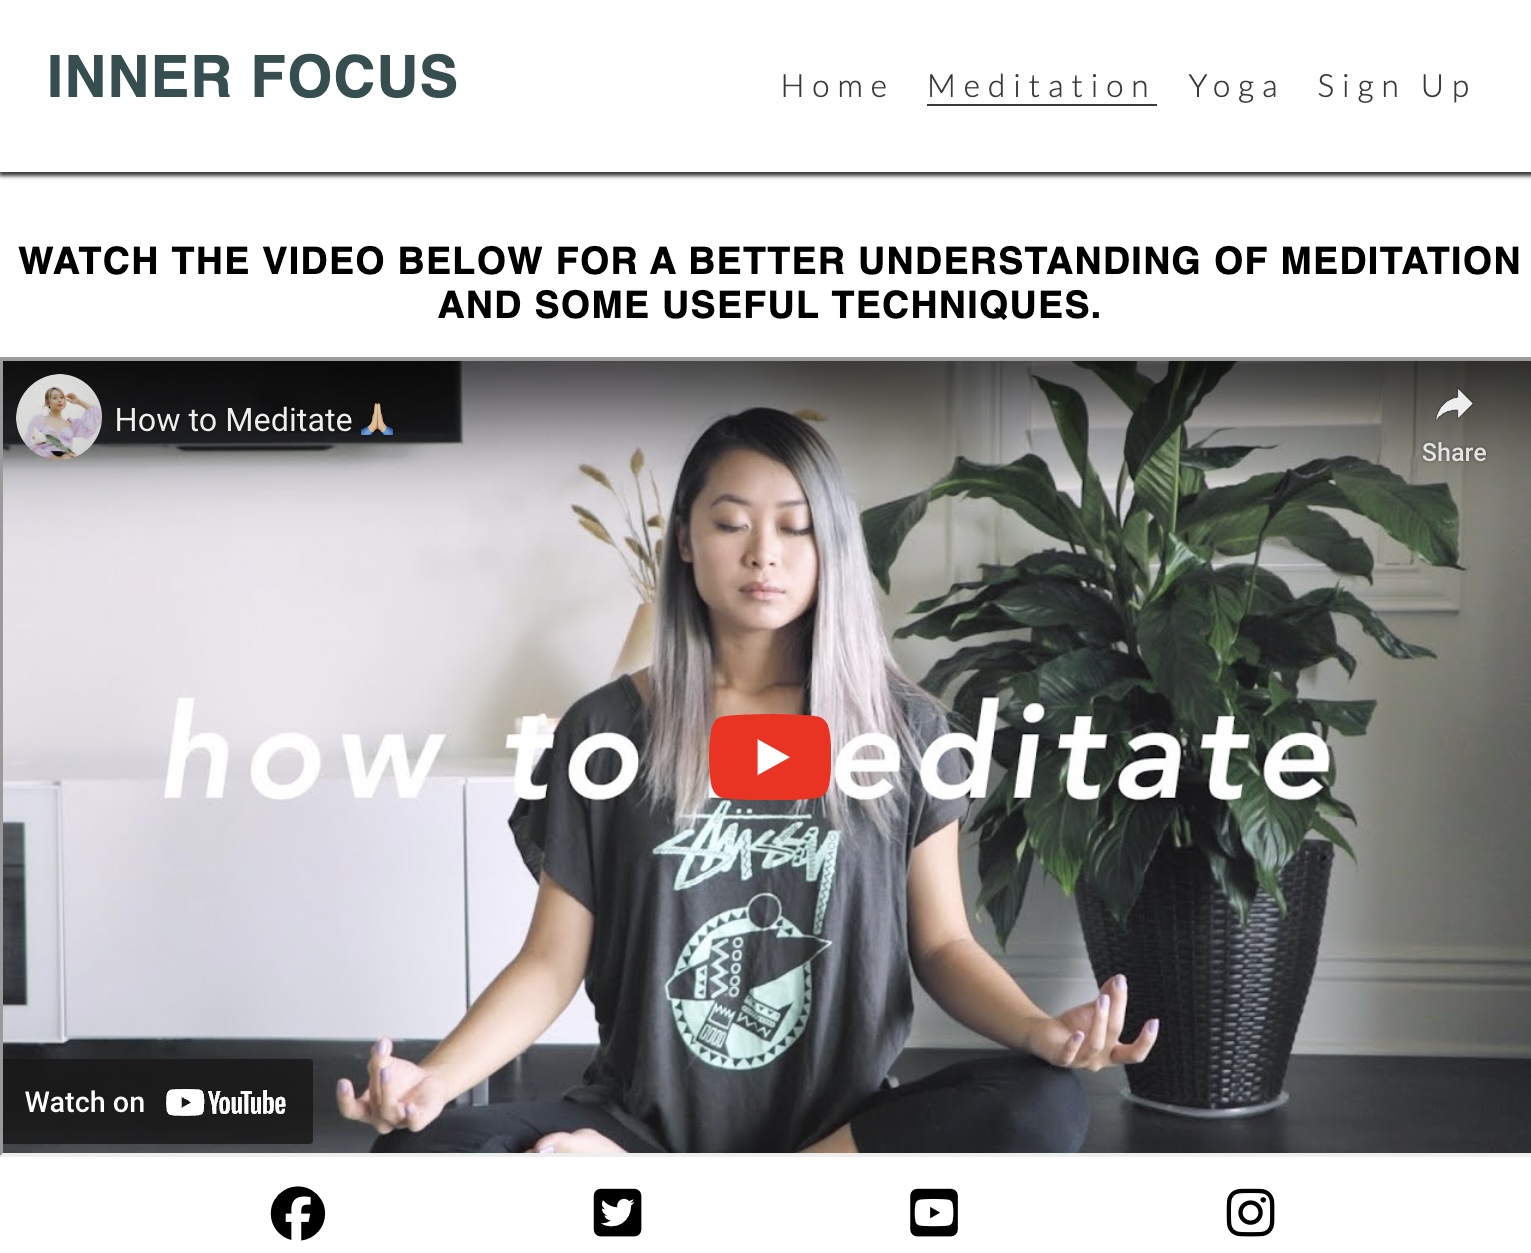 INNER FOCUS
Home Meditation Yoga Sign Up
WATCH THE VIDEO BELOW FOR A BETTER UNDERSTANDING OF MEDITATION
AND SOME USEFUL TECHNIQUES.
How to Meditate 🙏🏼
Share
how to editate
STÜSSY
Watch on YouTube